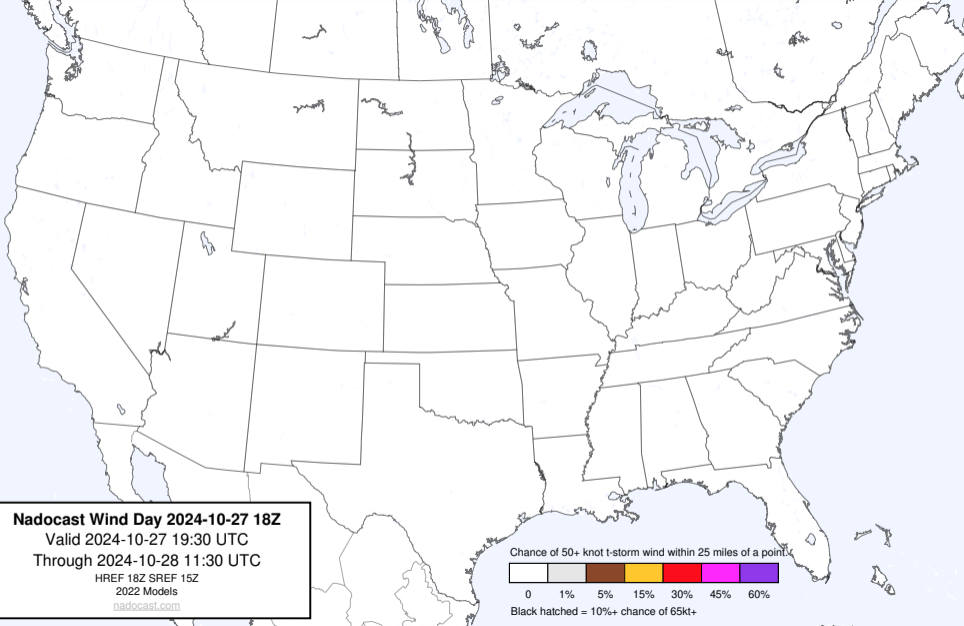 Nadocast Wind Day 2024-10-27 18Z
Valid 2024-10-27 19:30 UTC
Through 2024-10-28 11:30 UTC
HREF 18Z SREF 15Z
2022 Models
nadocast.com
Chance of 50+ knot t-storm wind within 25 miles of a point.
0 1% 5% 15% 30% 45% 60%
Black hatched = 10%+ chance of 65kt+